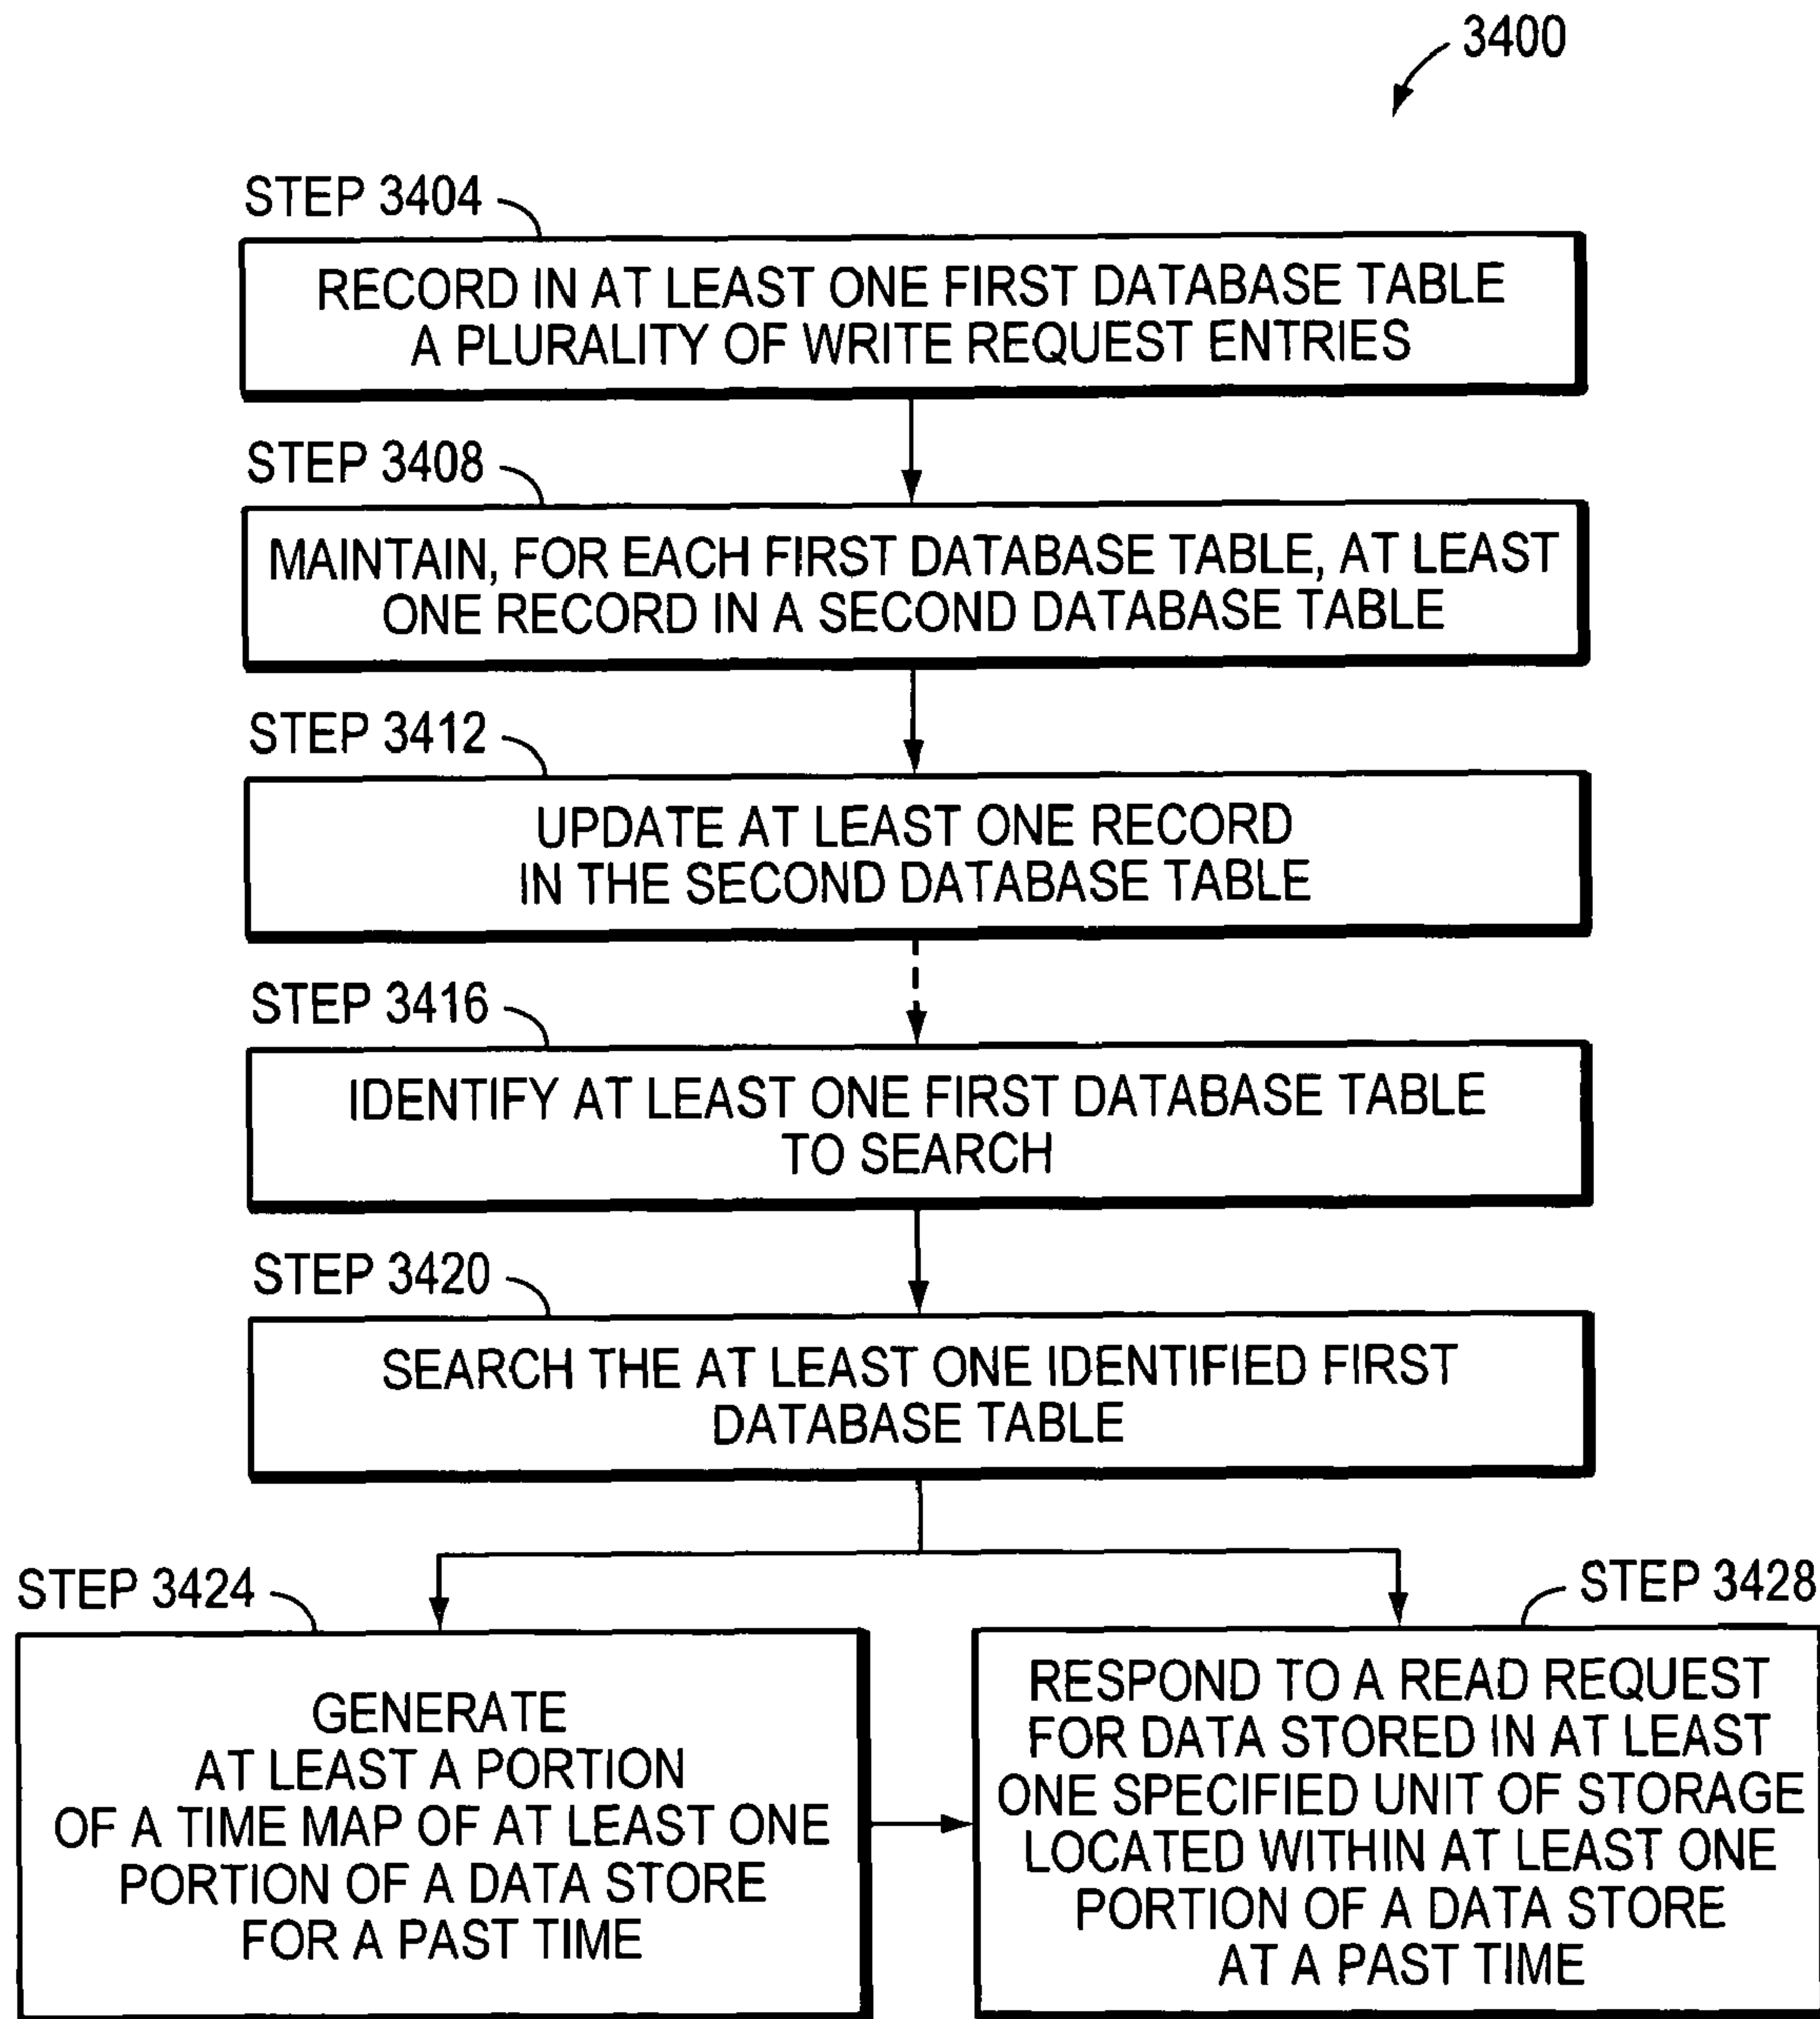 3400
STEP 3404
RECORD IN AT LEAST ONE FIRST DATABASE TABLE
A PLURALITY OF WRITE REQUEST ENTRIES
STEP 3408
MAINTAIN, FOR EACH FIRST DATABASE TABLE, AT LEAST
ONE RECORD IN A SECOND DATABASE TABLE
STEP 3412
UPDATE AT LEAST ONE RECORD
IN THE SECOND DATABASE TABLE
STEP 3416
IDENTIFY AT LEAST ONE FIRST DATABASE TABLE
TO SEARCH
STEP 3420
SEARCH THE AT LEAST ONE IDENTIFIED FIRST
DATABASE TABLE
STEP 3424
GENERATE
AT LEAST A PORTION
OF A TIME MAP OF AT LEAST ONE
PORTION OF A DATA STORE
FOR A PAST TIME
STEP 3428
RESPOND TO A READ REQUEST
FOR DATA STORED IN AT LEAST
ONE SPECIFIED UNIT OF STORAGE
LOCATED WITHIN AT LEAST ONE
PORTION OF A DATA STORE
AT A PAST TIME